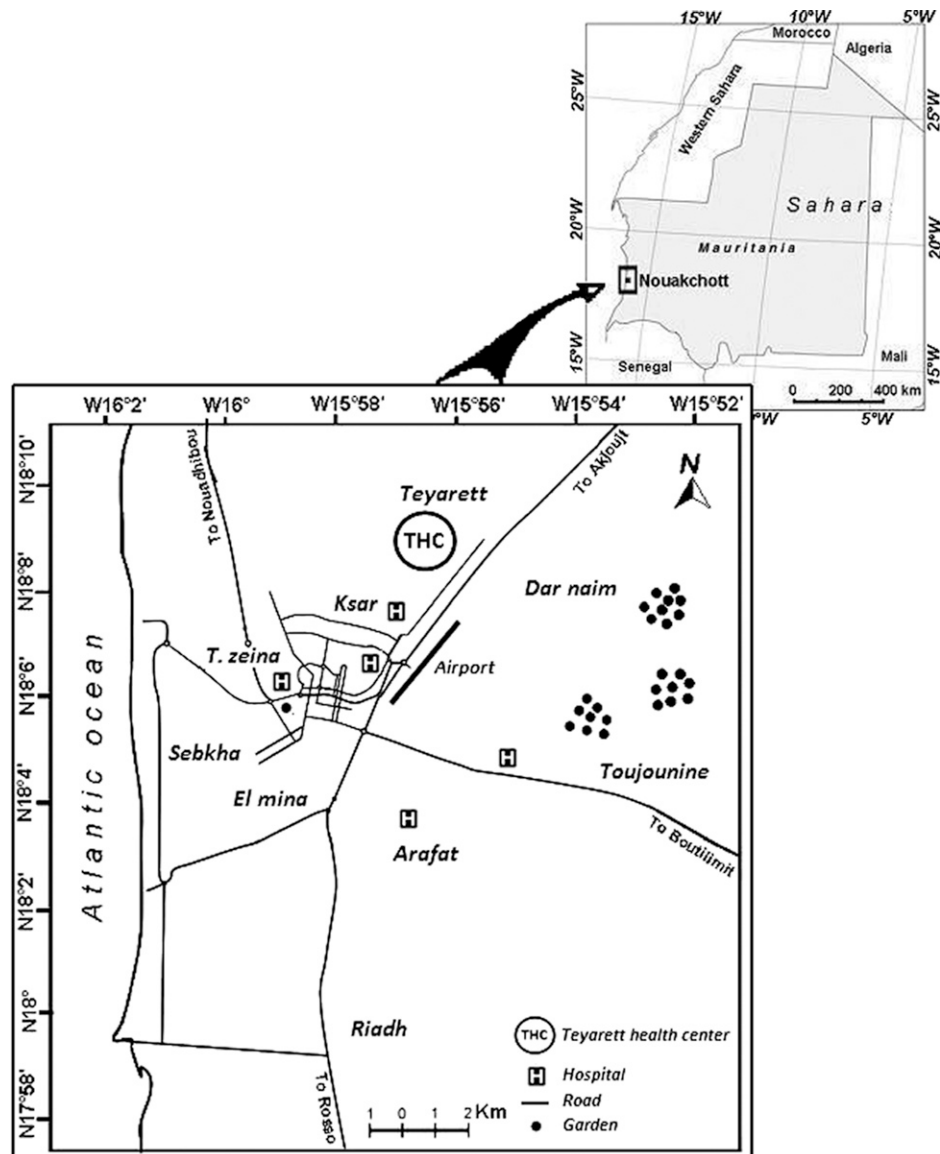 15°W
10°W
5°W
Morocco
Algeria
Western Sahara
25°W
25°W
Sahara
20°W
20°W
Mauritania
Nouakchott
15°W
15°W
Senegal
Mali
0 200 400 km
°W
5°W
W16°2'
W16°
W15°58'
W15°56'
W15°54'
W15°52'
N18°10'
N18°8'
N18°6'
N18°4'
N18°2'
N18°
N17°58'
To Nouadhibou
To Akjoujt
N
Teyarett
THC
Dar naim
Ksar
H
T. zeina
H
H
Airport
Atlantic ocean
Sebkha
H
Toujounine
El mina
H
To Boutilimit
Arafat
Riadh
To Rosso
THC Teyarett health center
H Hospital
Road
Garden
1 0 1 2 Km